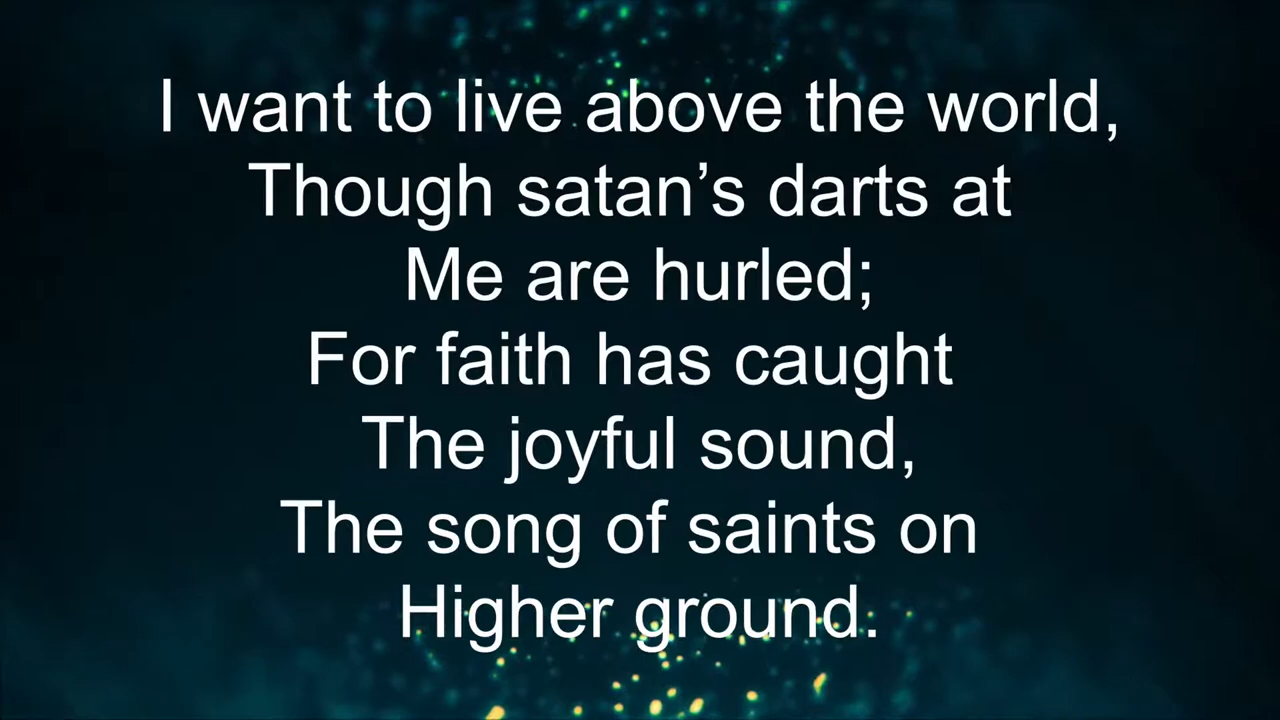 I want to live above the world,
Though satan’s darts at
Me are hurled;
For faith has caught
The joyful sound,
The song of saints on
Higher ground.